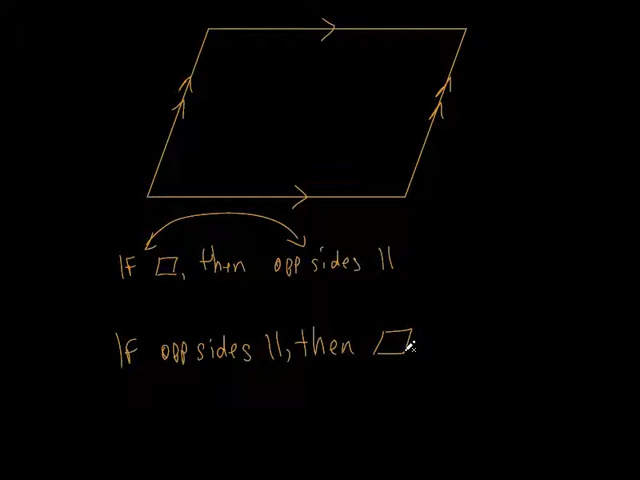 If ▱, then opp sides ||
If opp sides ||, then ▱